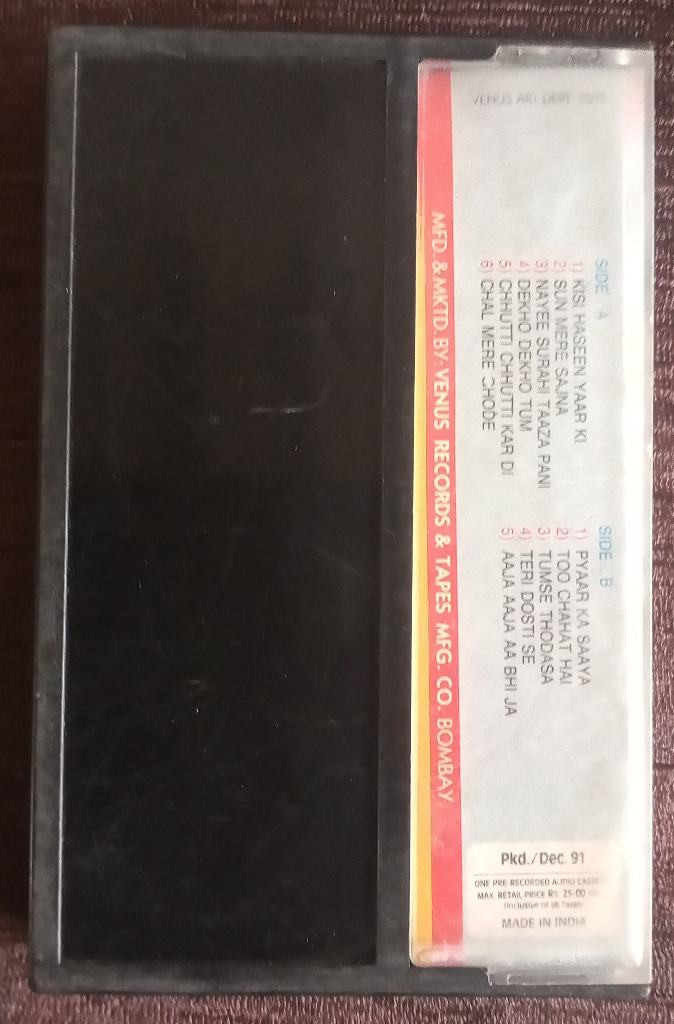 VENUS ART DEPT.
SIDE A
1) KISI HASEEN YAAR KI
2) SUN MERE SAJNA
3) NAYEE SURAHI TAAZA PANI
4) DEKHO DEKHO TUM
5) CHHUTTI CHHUTTI KAR DI
6) CHAL MERE GHODE
SIDE B
1) PYAAR KA SAAYA
2) TOO CHAHAT HAI
3) TUMSE THODASA
4) TERI DOSTI SE
5) AAJA AAJA AA BHI JA
MFD. & MKTD. BY: VENUS RECORDS & TAPES MFG. CO. BOMBAY.
Pkd./Dec. 91
ONE PRE-RECORDED AUDIO CASSE
MAX. RETAIL PRICE RS. 25-00
(Inclusive of all Taxes)
MADE IN INDIA